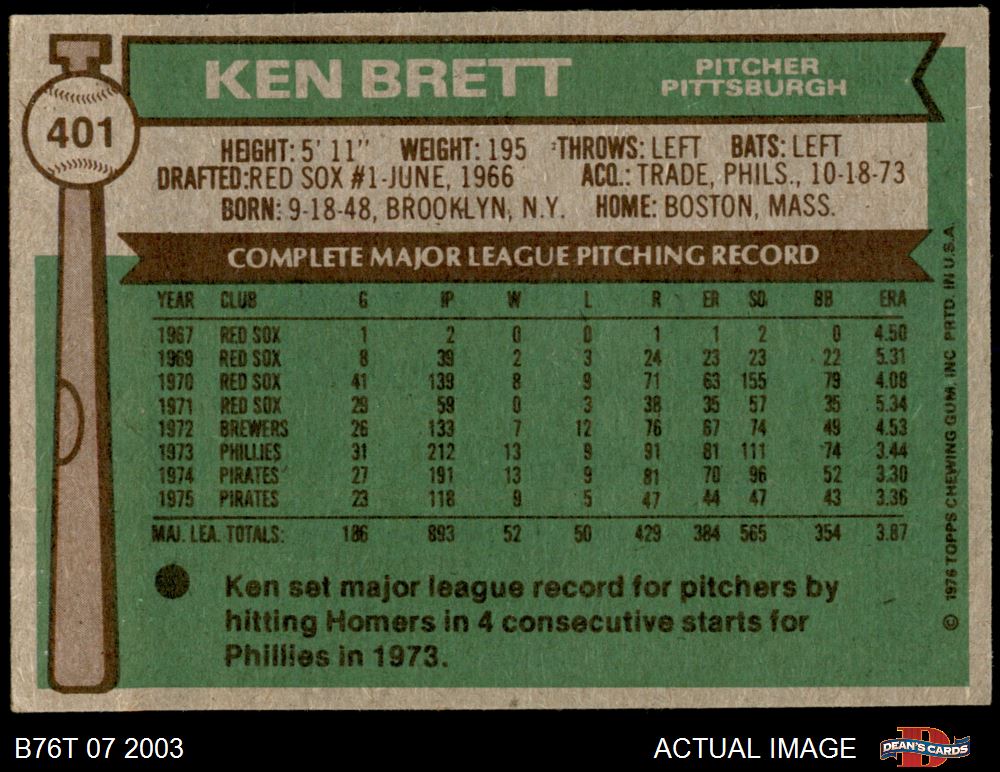 KEN BRETT
PITCHER
PITTSBURGH
401
HEIGHT: 5' 11" WEIGHT: 195 THROWS: LEFT BATS: LEFT
DRAFTED: RED SOX #1-JUNE, 1966 ACQ.: TRADE, PHILS., 10-18-73
BORN: 9-18-48, BROOKLYN, N.Y. HOME: BOSTON, MASS.
COMPLETE MAJOR LEAGUE PITCHING RECORD
YEAR CLUB G IP W L R ER SO BB ERA
1967 RED SOX 1 2 0 0 1 1 2 0 4.50
1969 RED SOX 8 39 2 3 24 23 23 22 5.31
1970 RED SOX 41 139 8 9 71 63 155 79 4.08
1971 RED SOX 29 59 0 3 38 35 57 35 5.34
1972 BREWERS 26 133 7 12 76 67 74 49 4.53
1973 PHILLIES 31 212 13 9 91 81 111 74 3.44
1974 PIRATES 27 191 13 9 81 70 96 52 3.30
1975 PIRATES 23 118 9 5 47 44 47 43 3.36
MAJ. LEA. TOTALS: 186 893 52 50 429 384 565 354 3.87
Ken set major league record for pitchers by
hitting Homers in 4 consecutive starts for
Phillies in 1973.
© 1976 TOPPS CHEWING GUM, INC PRTD. IN U.S.A.
B76T 07 2003
ACTUAL IMAGE
DEAN'S CARDS